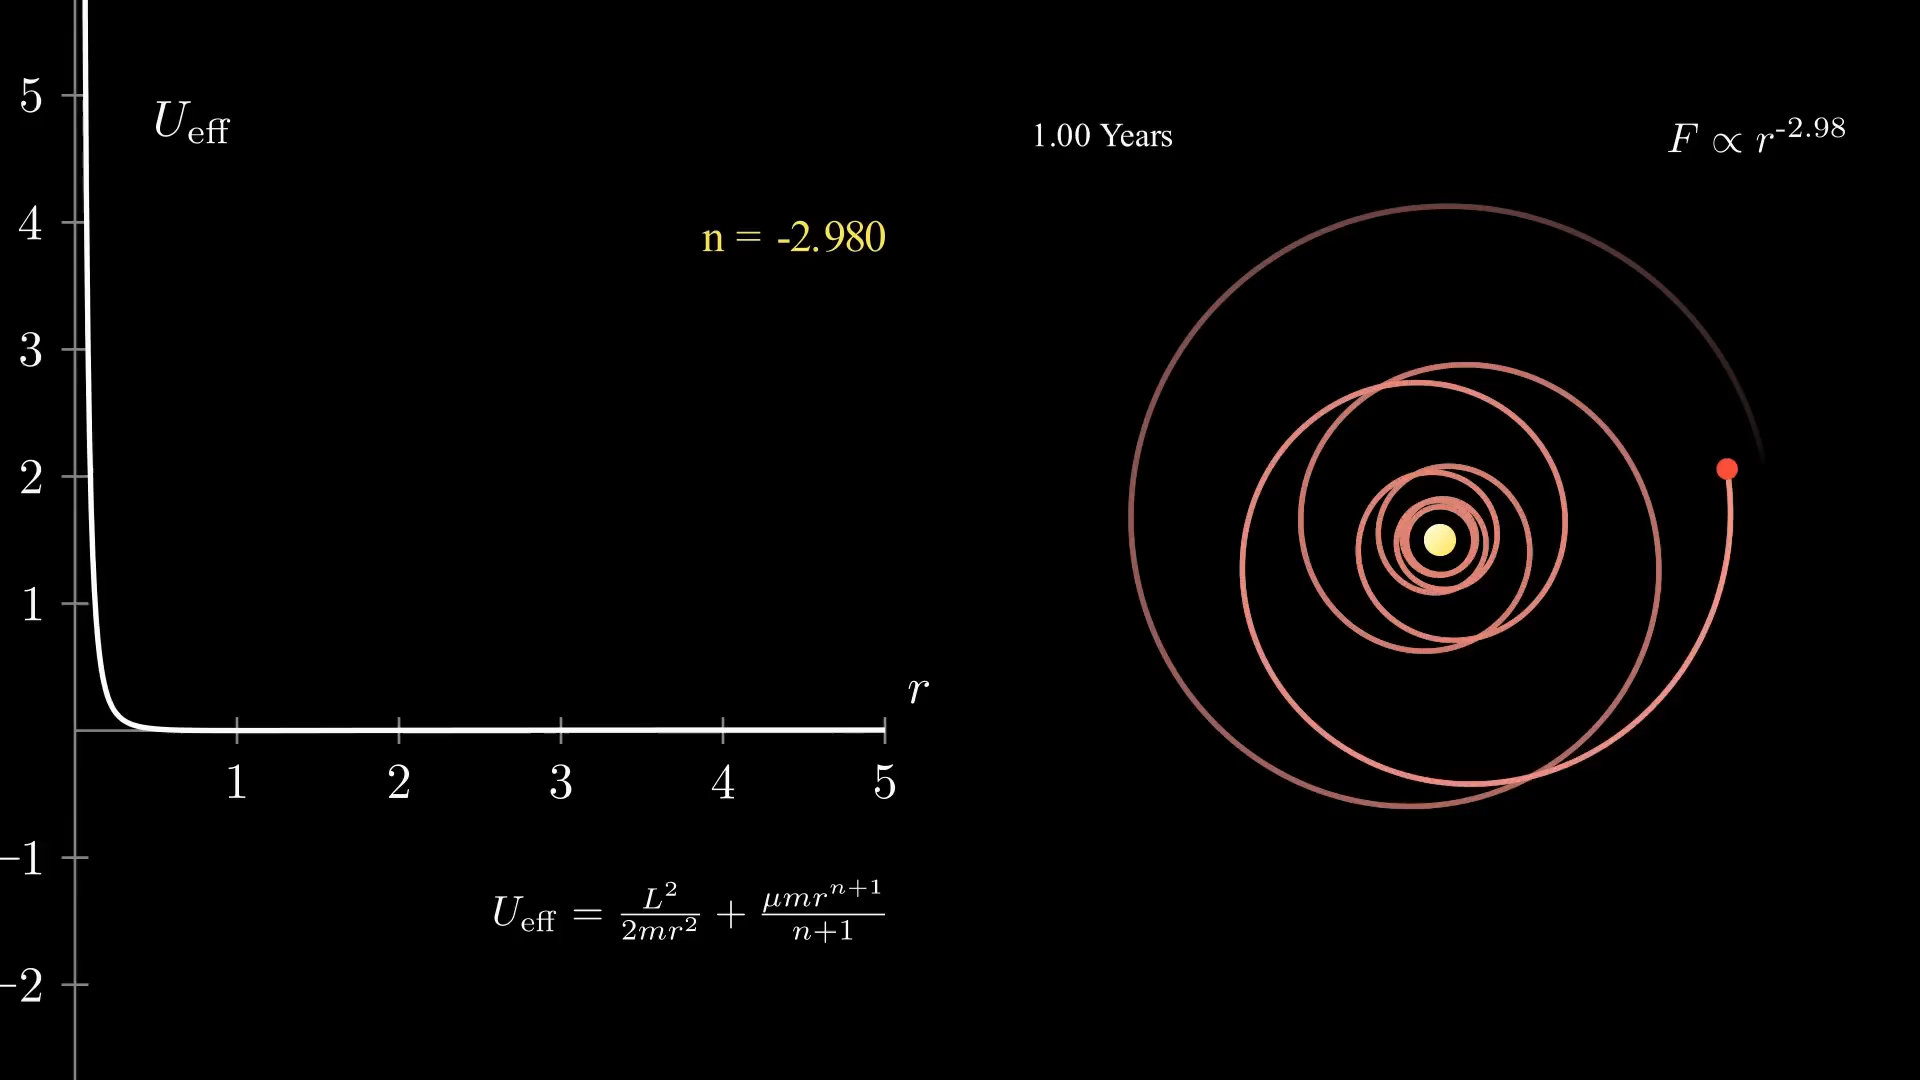 5
U_eff
1.00 Years
F ∝ r^-2.98
4
n = -2.980
3
2
1
r
1 2 3 4 5
−1
U_eff = L^2/2mr^2 + μmr^{n+1}/n+1
−2